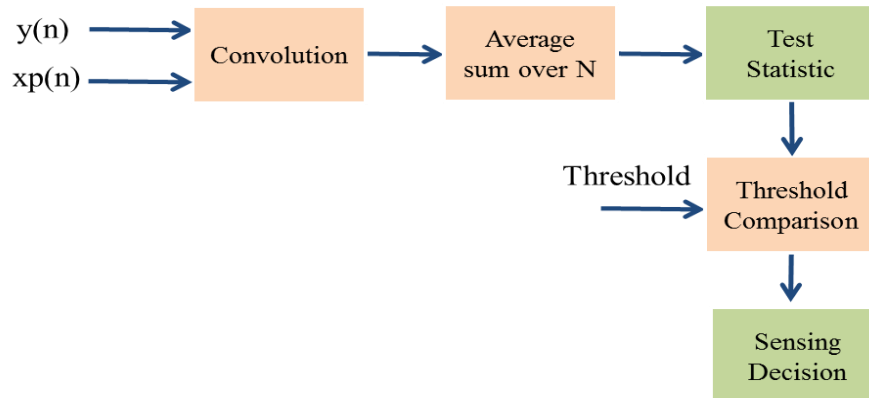 y(n)
xp(n)
Convolution
Average
sum over N
Test
Statistic
Threshold
Threshold
Comparison
Sensing
Decision